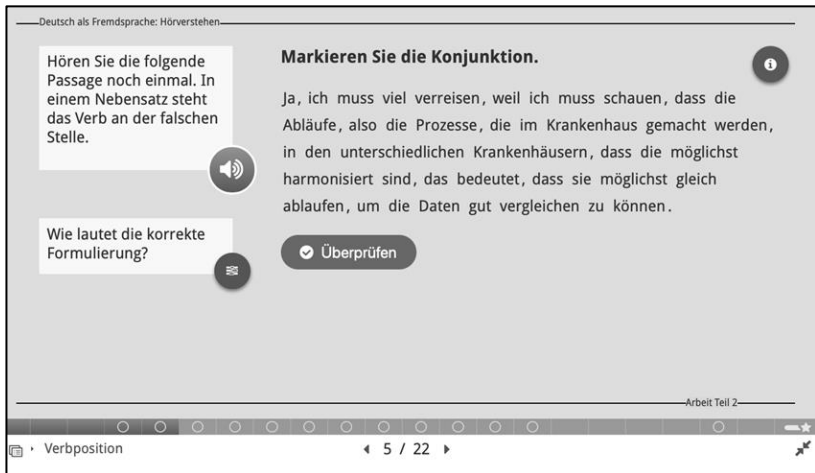 Deutsch als Fremdsprache: Hörverstehen
Hören Sie die folgende
Passage noch einmal. In
einem Nebensatz steht
das Verb an der falschen
Stelle.
Wie lautet die korrekte
Formulierung?
Markieren Sie die Konjunktion.
Ja, ich muss viel verreisen, weil ich muss schauen, dass die
Abläufe, also die Prozesse, die im Krankenhaus gemacht werden,
in den unterschiedlichen Krankenhäusern, dass die möglichst
harmonisiert sind, das bedeutet, dass sie möglichst gleich
ablaufen, um die Daten gut vergleichen zu können.
Überprüfen
Arbeit Teil 2
Verbposition
5 / 22